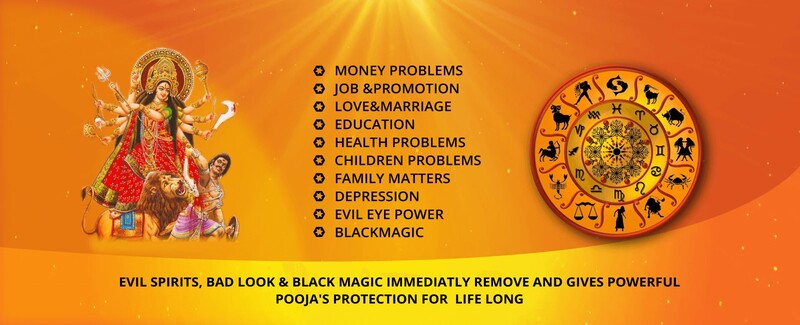 MONEY PROBLEMS
JOB &PROMOTION
LOVE&MARRIAGE
EDUCATION
HEALTH PROBLEMS
CHILDREN PROBLEMS
FAMILY MATTERS
DEPRESSION
EVIL EYE POWER
BLACKMAGIC
EVIL SPIRITS, BAD LOOK & BLACK MAGIC IMMEDIATLY REMOVE AND GIVES POWERFUL
POOJA'S PROTECTION FOR LIFE LONG